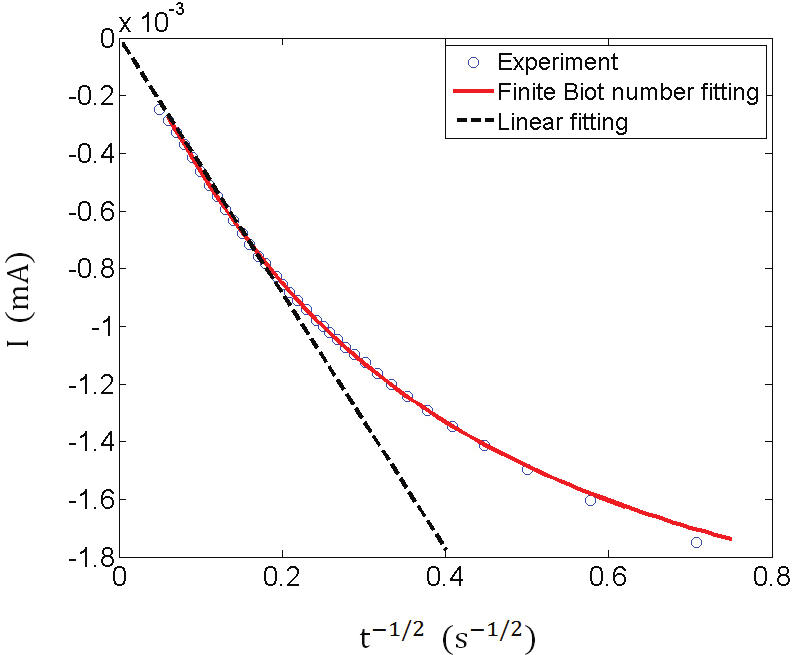 x 10⁻³
0
-0.2
-0.4
-0.6
-0.8
-1
-1.2
-1.4
-1.6
-1.8
I (mA)
Experiment
Finite Biot number fitting
Linear fitting
0 0.2 0.4 0.6 0.8
t⁻¹/² (s⁻¹/²)